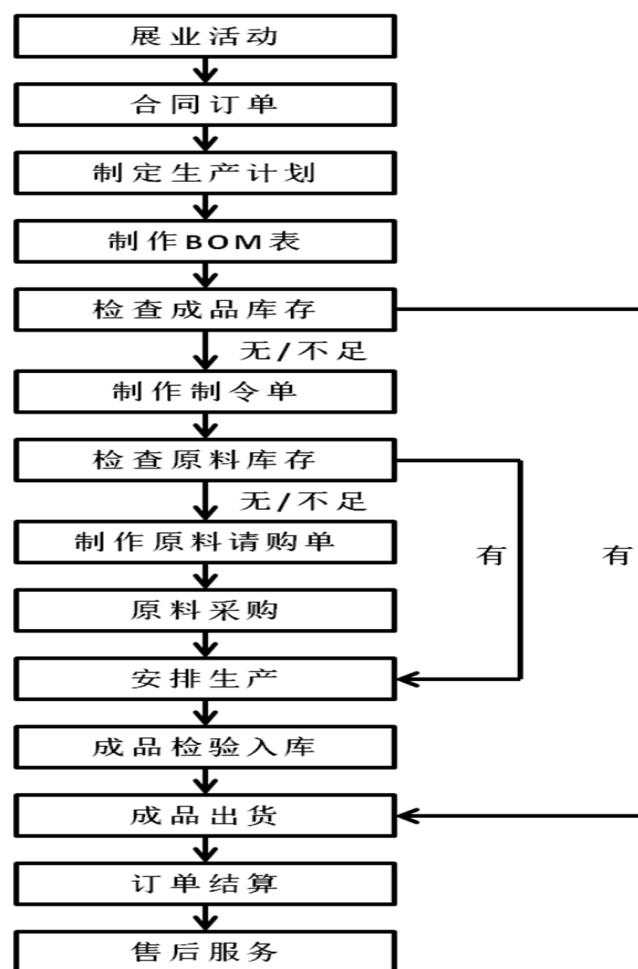 展业活动
合同订单
制定生产计划
制作BOM表
检查成品库存
无/不足
制作制令单
检查原料库存
无/不足
制作原料请购单
有
有
原料采购
安排生产
成品检验入库
成品出货
订单结算
售后服务